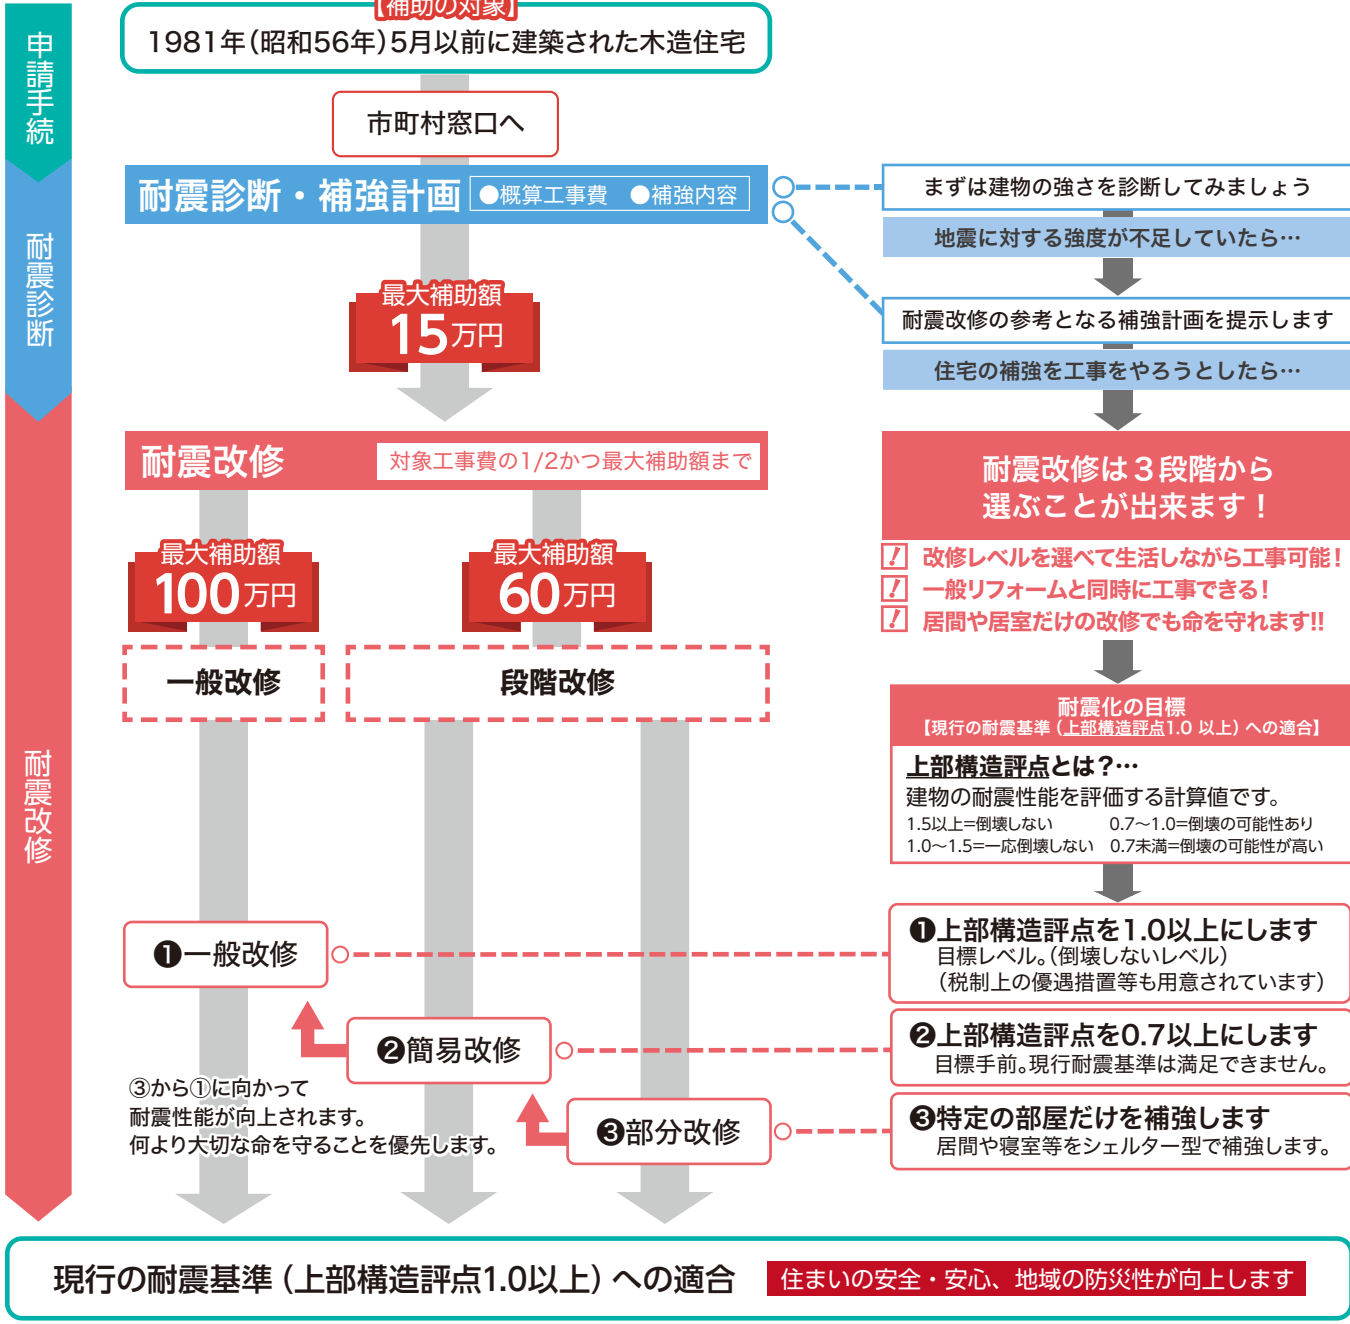 申請手続
【補助の対象】
1981年(昭和56年)5月以前に建築された木造住宅
市町村窓口へ
耐震診断
耐震診断・補強計画 ●概算工事費 ●補強内容
最大補助額
15万円
まずは建物の強さを診断してみましょう
地震に対する強度が不足していたら…
耐震改修の参考となる補強計画を提示します
住宅の補強を工事をやろうとしたら…
耐震改修
耐震改修 対象工事費の1/2かつ最大補助額まで
最大補助額
100万円
最大補助額
60万円
一般改修
段階改修
耐震改修は3段階から
選ぶことが出来ます！
! 改修レベルを選べて生活しながら工事可能！
! 一般リフォームと同時に工事できる！
! 居間や居室だけの改修でも命を守れます!!
耐震化の目標
【現行の耐震基準（上部構造評点1.0 以上）への適合】
上部構造評点とは？…
建物の耐震性能を評価する計算値です。
1.5以上=倒壊しない 0.7〜1.0=倒壊の可能性あり
1.0〜1.5=一応倒壊しない 0.7未満=倒壊の可能性が高い
❶一般改修
❶上部構造評点を1.0以上にします
目標レベル。(倒壊しないレベル)
（税制上の優遇措置等も用意されています）
❷簡易改修
❷上部構造評点を0.7以上にします
目標手前。現行耐震基準は満足できません。
❸部分改修
❸特定の部屋だけを補強します
居間や寝室等をシェルター型で補強します。
③から①に向かって
耐震性能が向上されます。
何より大切な命を守ることを優先します。
現行の耐震基準（上部構造評点1.0以上）への適合 住まいの安全・安心、地域の防災性が向上します